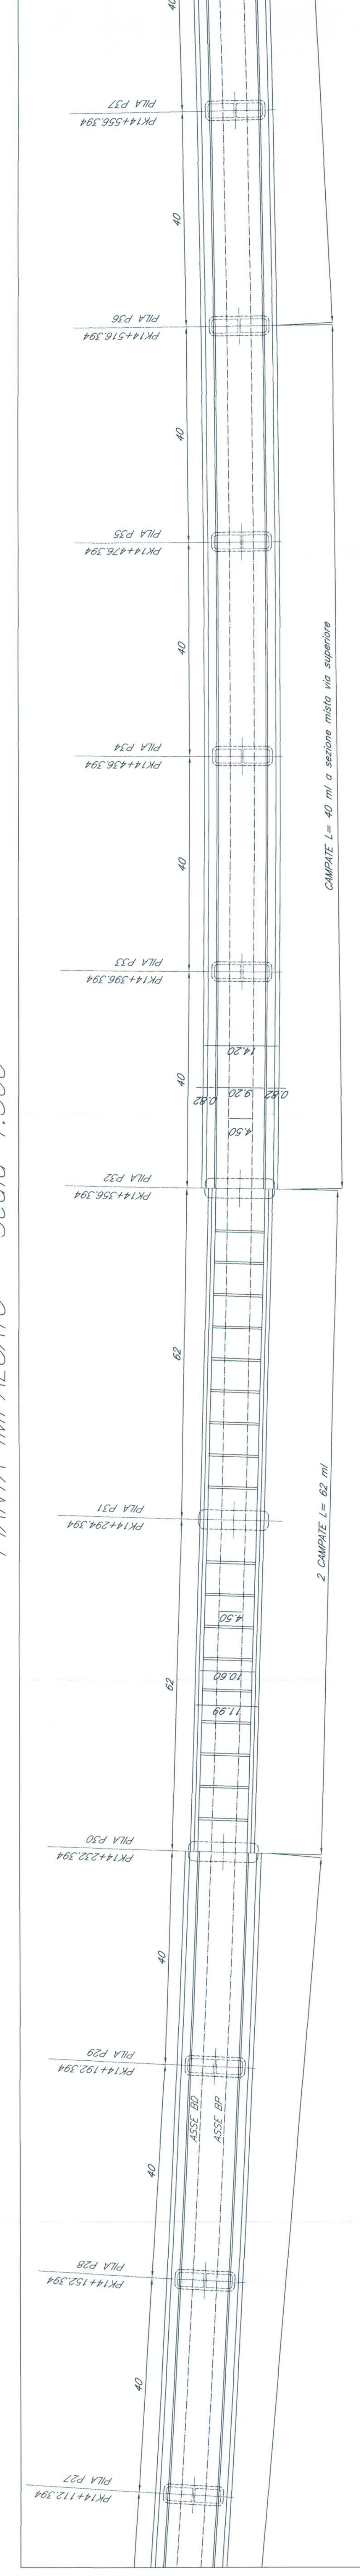 40
PILA P37
PK14+556.394
40
PILA P36
PK14+516.394
40
PILA P35
PK14+476.394
40
CAMPATE L= 40 ml a sezione mista via superiore
PILA P34
PK14+436.394
40
PILA P33
PK14+396.394
14.20
40
0.82 9.20 0.82
4.50
PILA P32
PK14+356.394
62
PILA P31
PK14+294.394
2 CAMPATE L= 62 ml
4.50
62
10.60
11.99
PILA P30
PK14+232.394
40
PILA P29
PK14+192.394
ASSE BD
ASSE BP
40
PILA P28
PK14+152.394
40
PILA P27
PK14+112.394